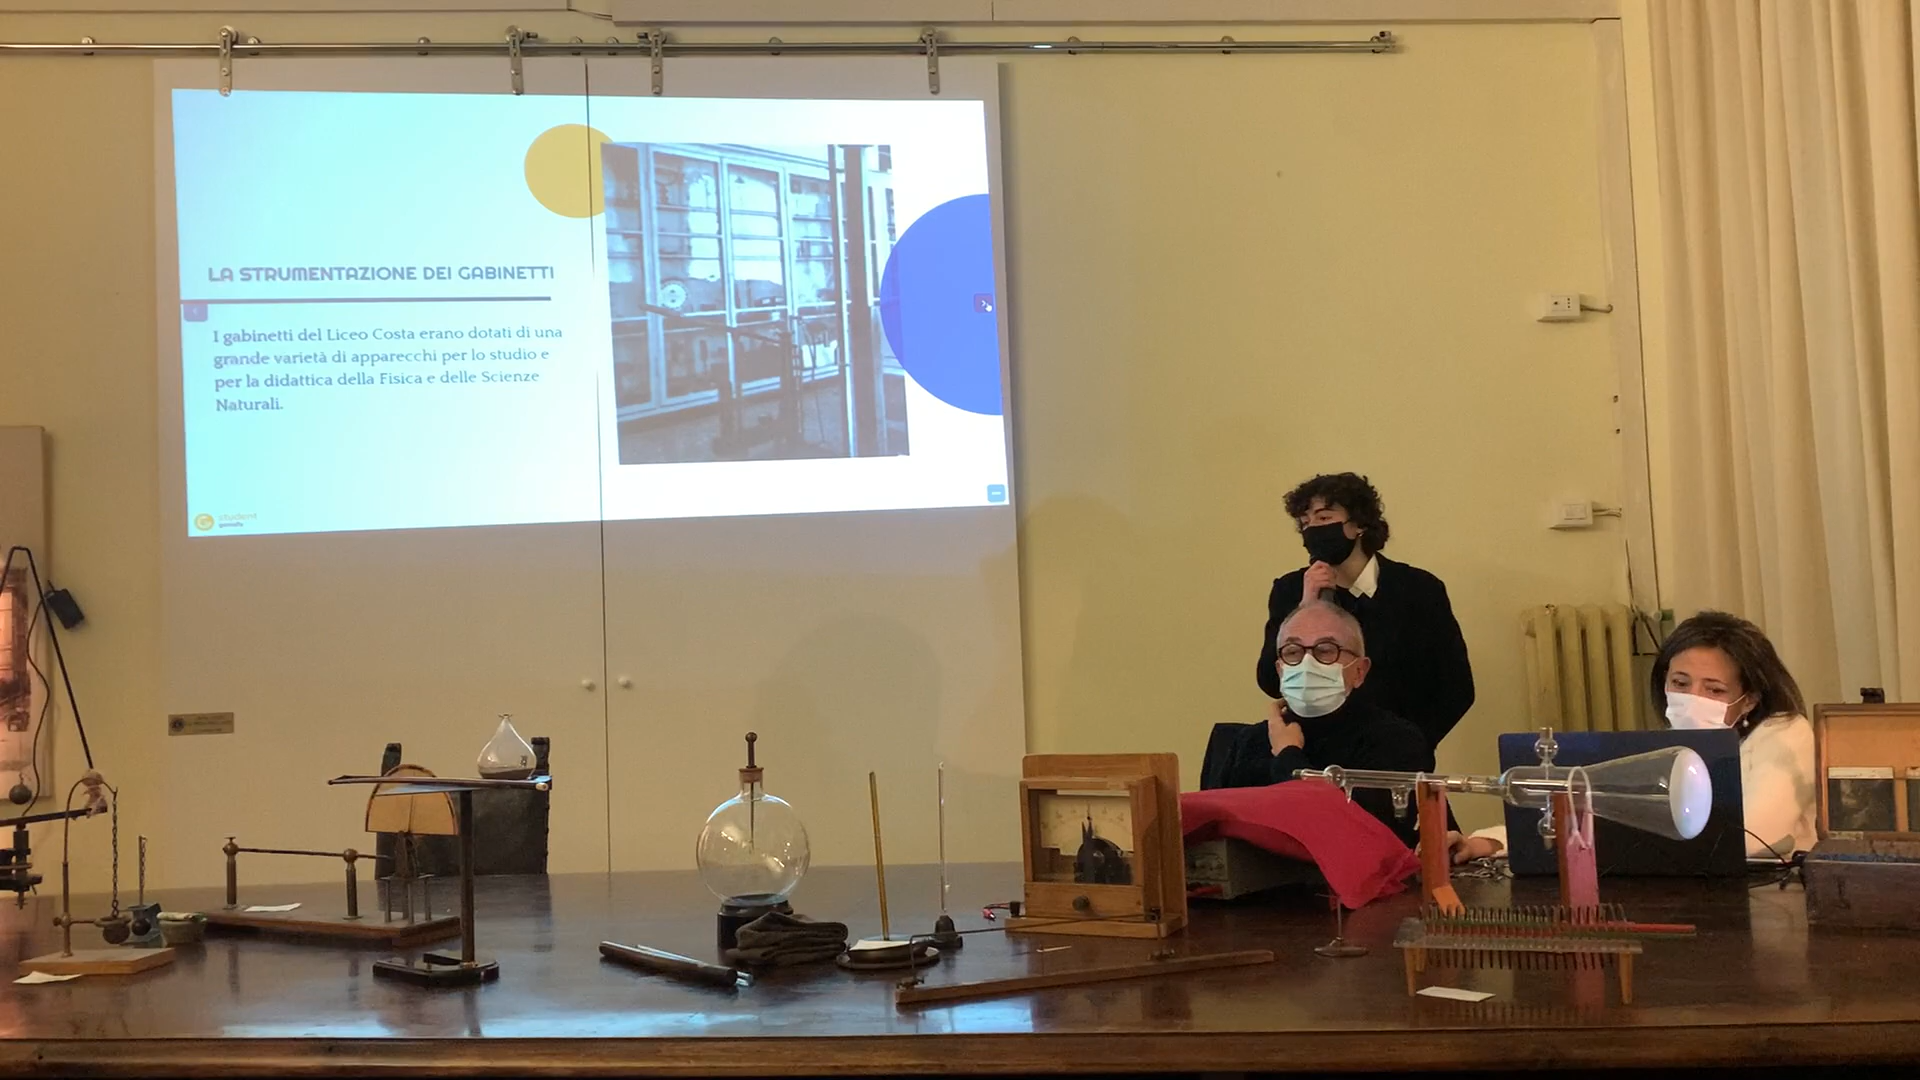 LA STRUMENTAZIONE DEI GABINETTI
I gabinetti del Liceo Costa erano dotati di una
grande varietà di apparecchi per lo studio e
per la didattica della Fisica e delle Scienze
Naturali.
student